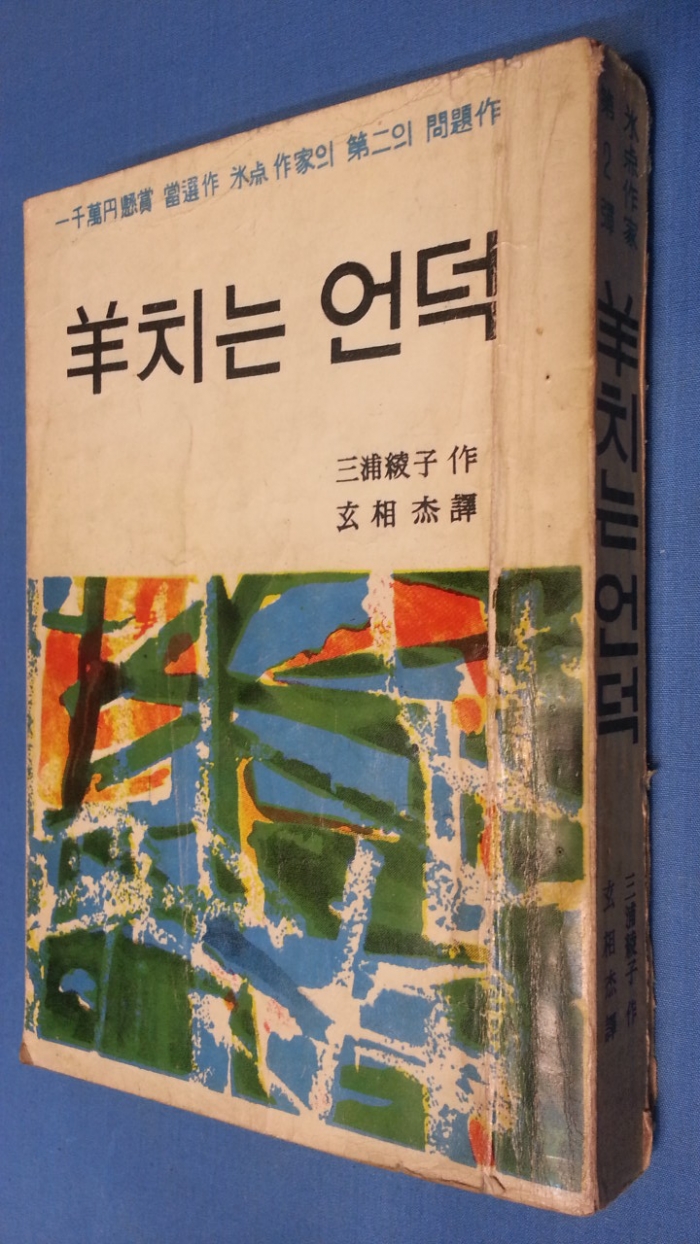 一千萬円懸賞 當選作 氷点 作家의 第二의 問題作
羊치는 언덕
三浦綾子 作
玄相杰 譯
氷点作家
第2彈
羊치는 언덕
三浦綾子 作
玄相杰 譯